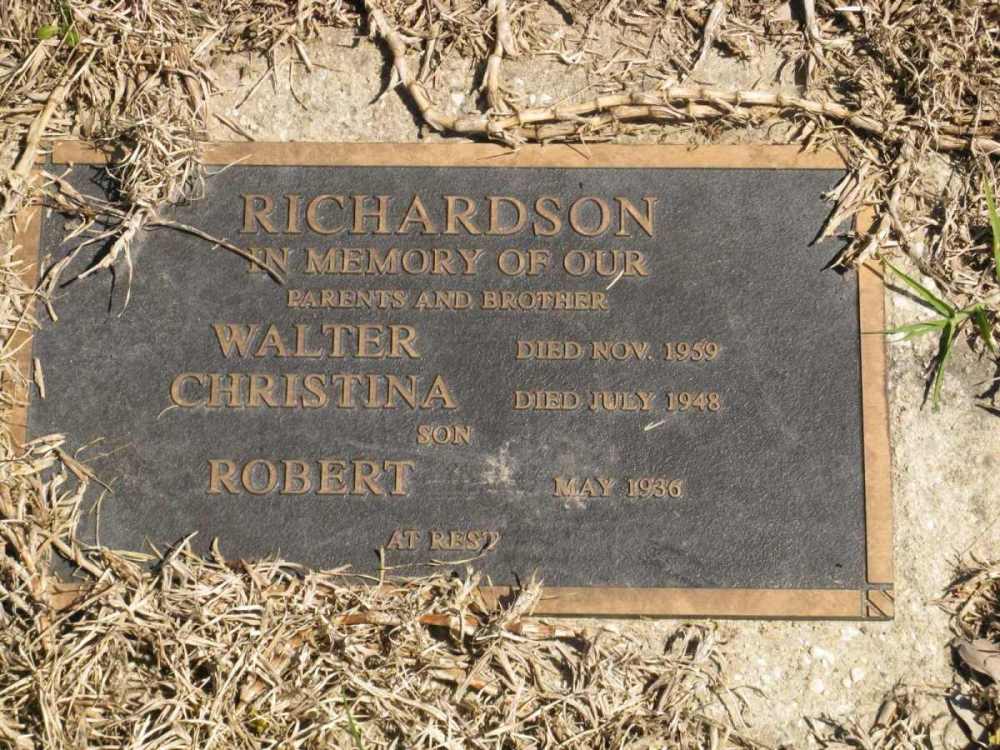 RICHARDSON
IN MEMORY OF OUR
PARENTS AND BROTHER
WALTER DIED NOV. 1959
CHRISTINA DIED JULY 1948
SON
ROBERT MAY 1936
AT REST